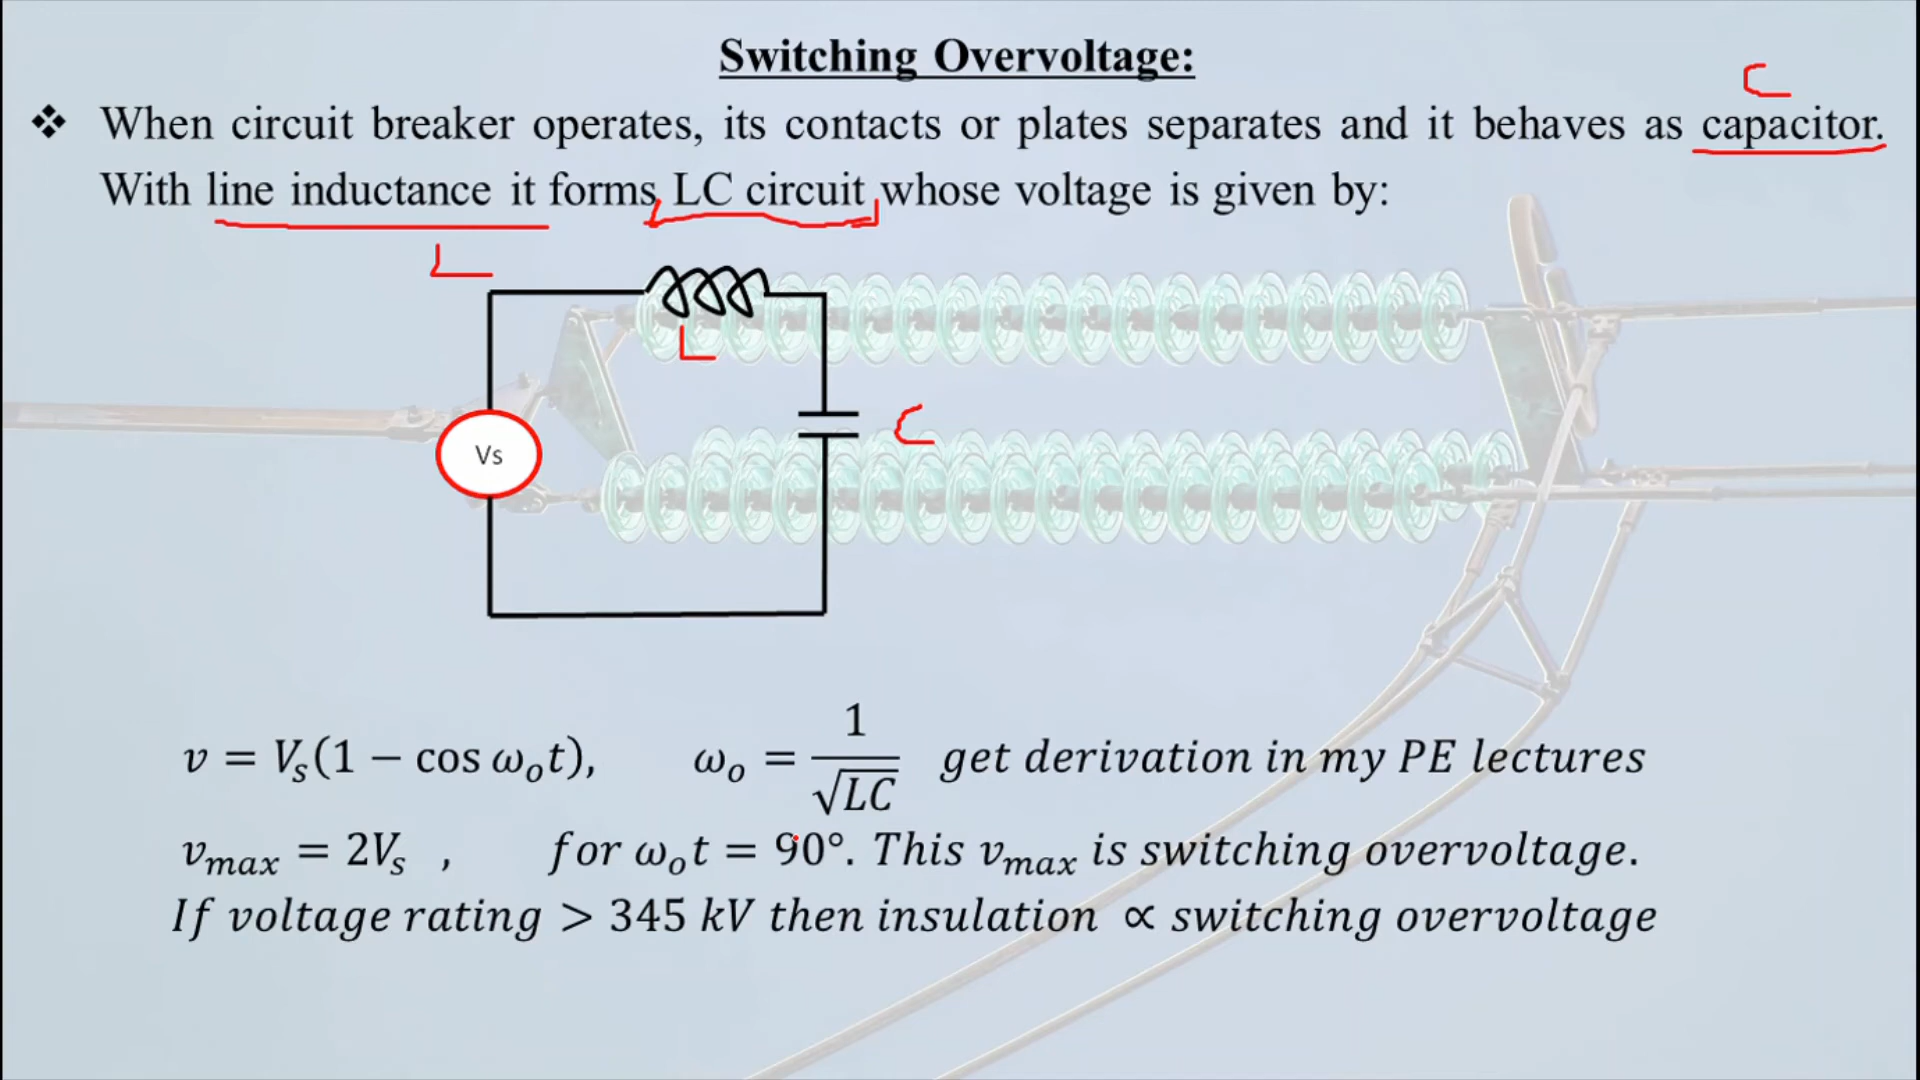 Switching Overvoltage:
C
❖ When circuit breaker operates, its contacts or plates separates and it behaves as capacitor.
With line inductance it forms LC circuit whose voltage is given by:
L
L
C
Vs
v = Vₛ(1 − cos ωₒt), ωₒ = 1/√LC get derivation in my PE lectures
vₘₐₓ = 2Vₛ , for ωₒt = 90°. This vₘₐₓ is switching overvoltage.
If voltage rating > 345 kV then insulation ∝ switching overvoltage